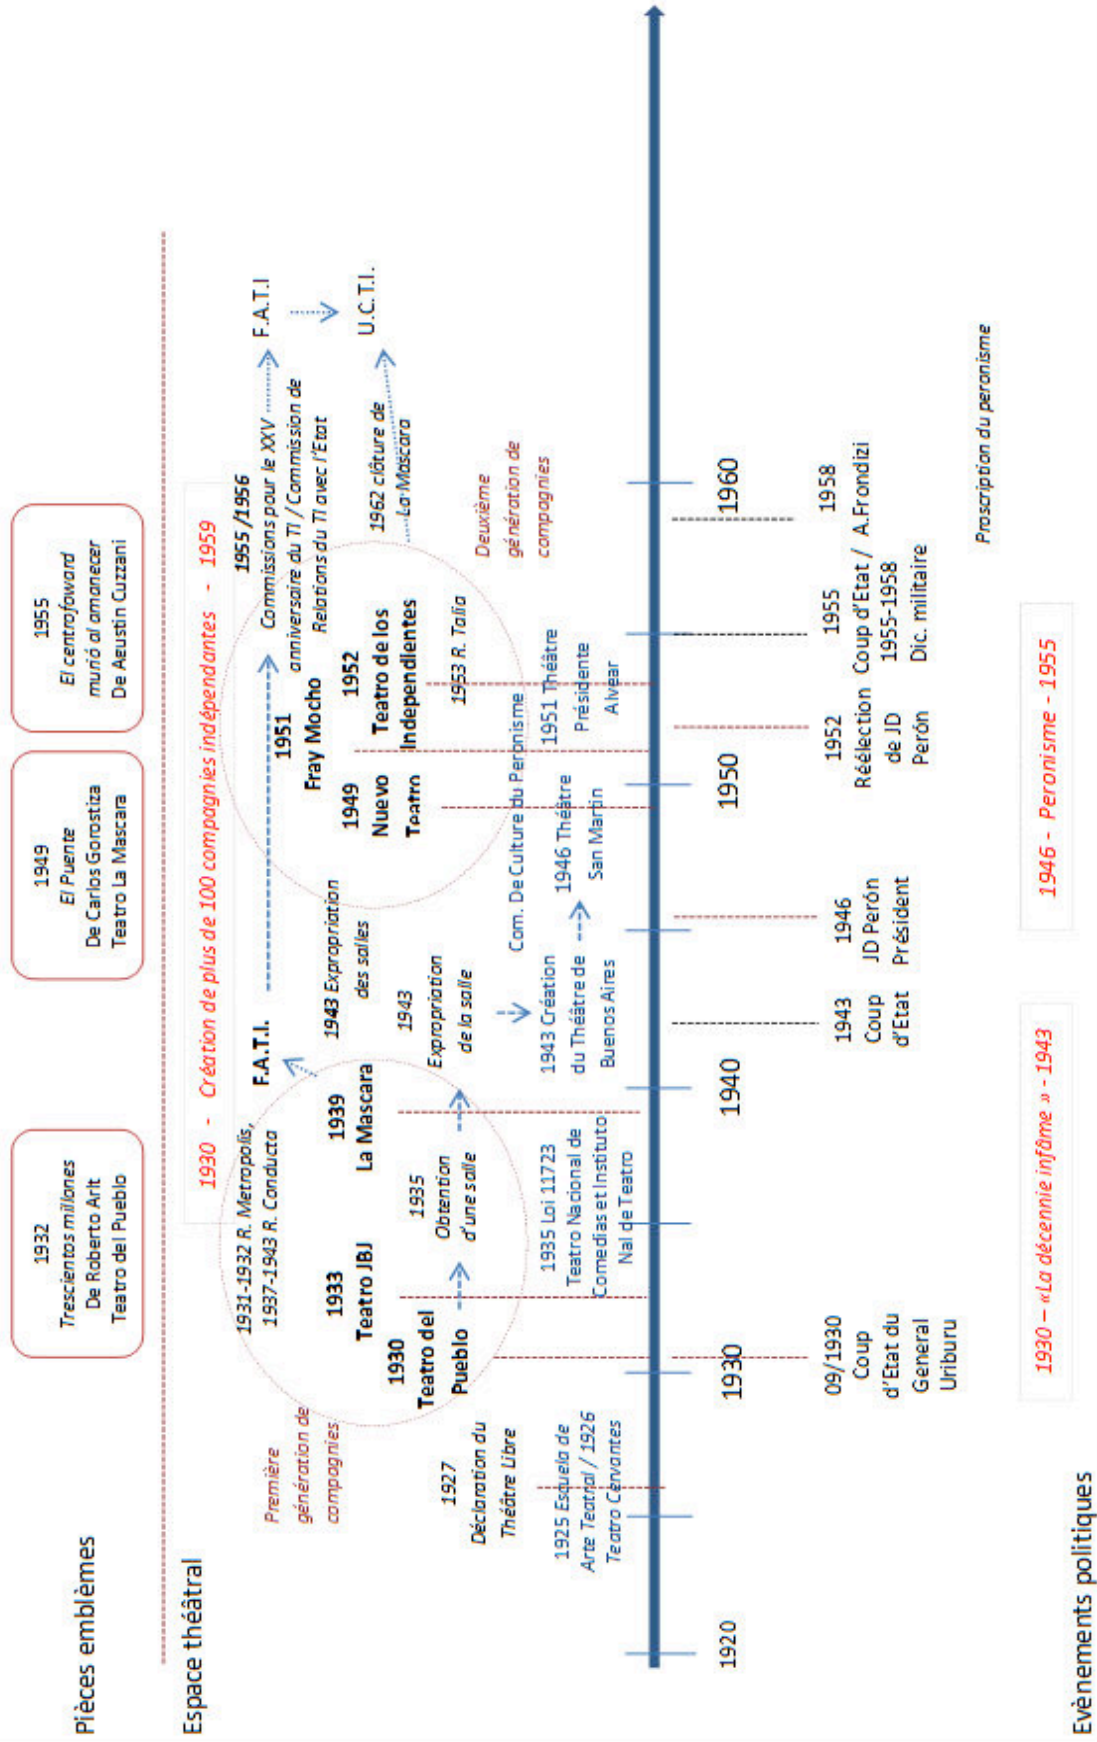 Pièces emblèmes
1932
Trescientos millones
De Roberto Arlt
Teatro del Pueblo
1949
El Puente
De Carlos Gorostiza
Teatro La Mascara
1955
El centrofoward
murió al amanecer
De Aeustin Cuzzani
Espace théâtral
1930 - Création de plus de 100 compagnies indépendantes - 1959
Première
génération de
compagnies
1931-1932 R. Metropolis,
1937-1943 R. Conducta
F.A.T.I.
1955 /1956
Commissions pour le XXV
anniversaire du TI / Commission de
Relations du TI avec l'Etat
F.A.T.I
U.C.T.I.
1962 clôture de
La Mascara
1933
Teatro JBJ
1939
La Mascara
1943 Expropriation
des salles
1951
Fray Mocho
1930
Teatro del
Pueblo
1935
Obtention
d'une salle
1943
Expropriation
de la salle
1949
Nuevo
Teatro
1952
Teatro de los
Independientes
1953 R. Talia
Deuxième
génération de
compagnies
1927
Déclaration du
Théâtre Libre
Com. De Culture du Peronisme
1925 Escuela de
Arte Teatral / 1926
Teatro Cervantes
1935 Loi 11723
Teatro Nacional de
Comedias et Instituto
Nal de Teatro
1943 Création
du Théâtre de
Buenos Aires
1946 Théâtre
San Martin
1951 Théâtre
Présidente
Alvear
1920
1930
1940
1950
1960
09/1930
Coup
d'Etat du
General
Uriburu
1943
Coup
d'Etat
1946
JD Perón
Président
1952
Réélection
de JD
Perón
1955
Coup d'Etat /
1955-1958
Dic. militaire
1958
A.Frondizi
Proscription du peronisme
1930 – «La décennie infâme » - 1943
1946 - Peronisme - 1955
Evènements politiques